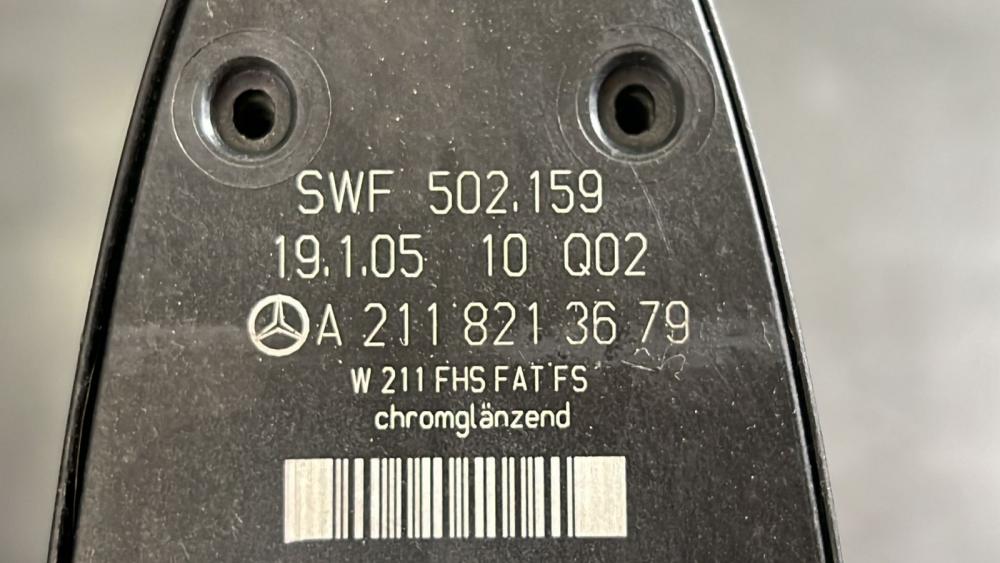 SWF 502.159
19.1.05 10 Q02
A 211 821 36 79
W 211 FHS FAT FS
chromglänzend